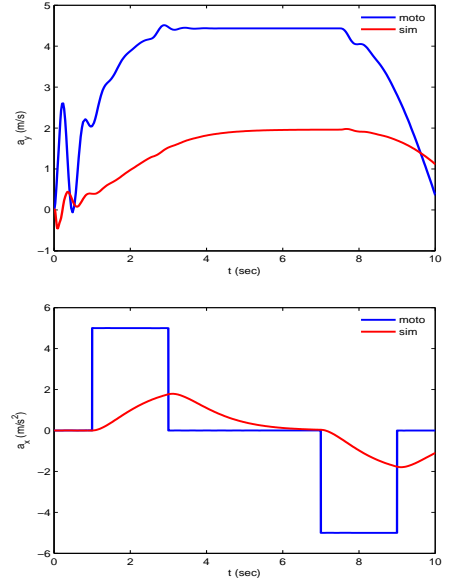 5
4
3
2
1
0
−1
0 2 4 6 8 10
a_y (m/s)
t (sec)
moto
sim
6
4
2
0
−2
−4
−6
0 2 4 6 8 10
a_x (m/s²)
t (sec)
moto
sim